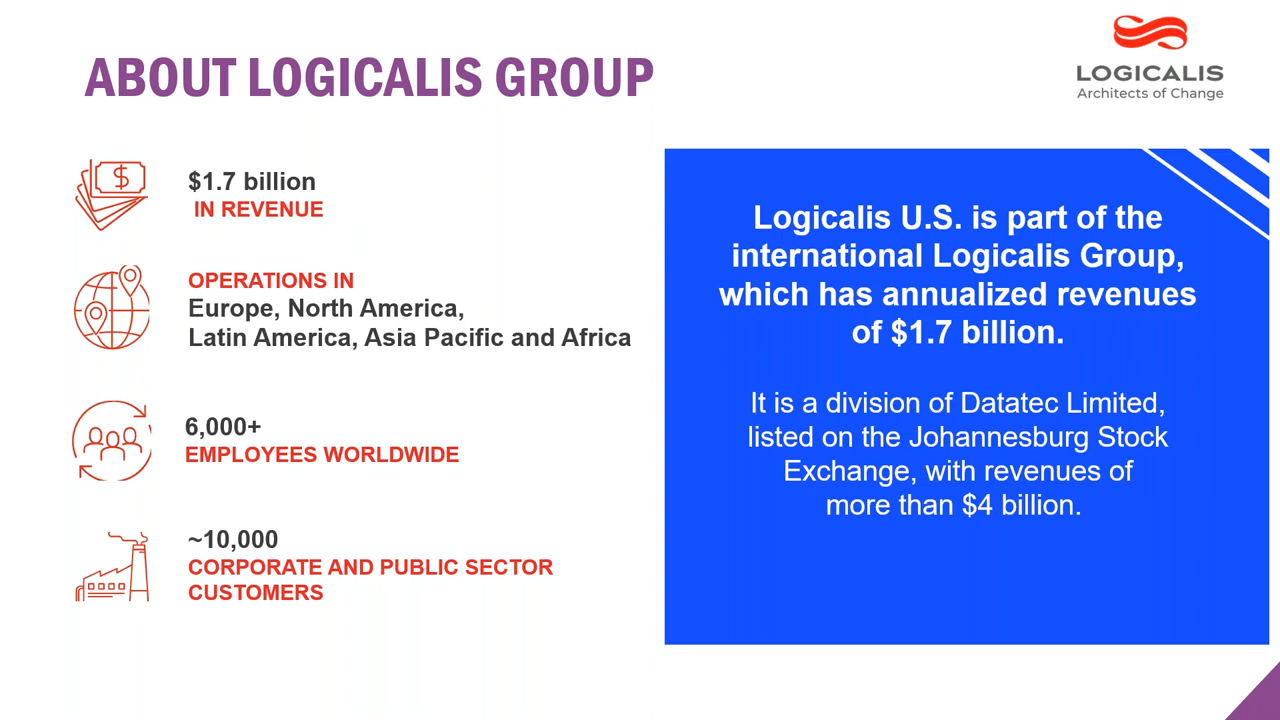 ABOUT LOGICALIS GROUP
LOGICALIS
Architects of Change
$1.7 billion
IN REVENUE
OPERATIONS IN
Europe, North America,
Latin America, Asia Pacific and Africa
6,000+
EMPLOYEES WORLDWIDE
~10,000
CORPORATE AND PUBLIC SECTOR
CUSTOMERS
Logicalis U.S. is part of the
international Logicalis Group,
which has annualized revenues
of $1.7 billion.
It is a division of Datatec Limited,
listed on the Johannesburg Stock
Exchange, with revenues of
more than $4 billion.